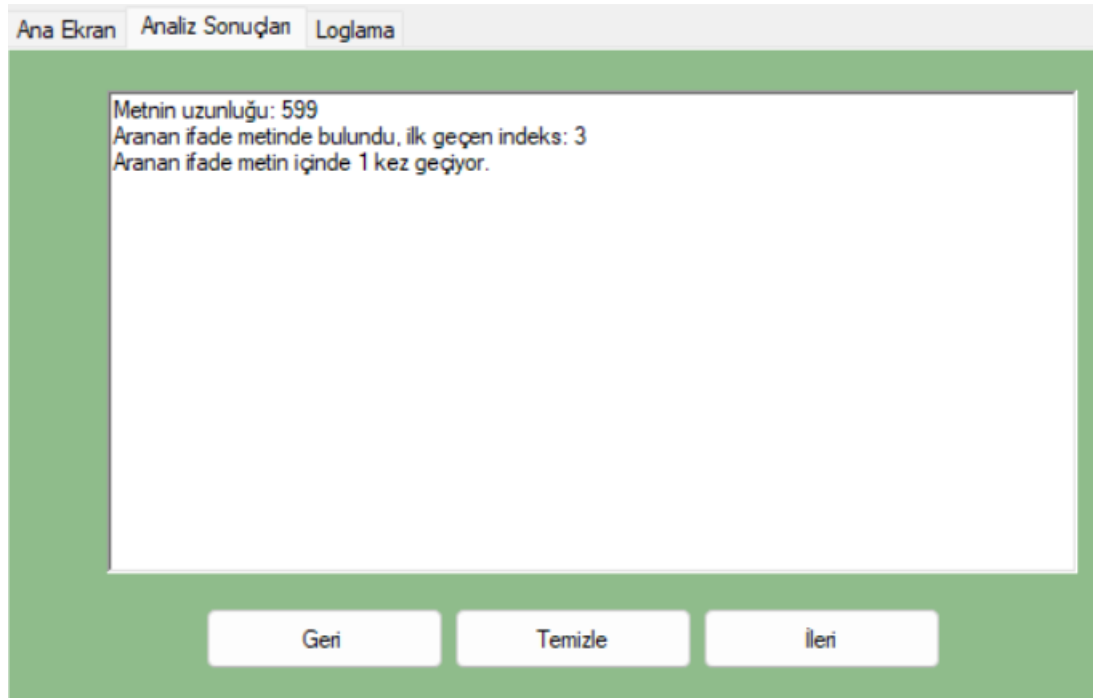 Ana Ekran Analiz Sonuçları Loglama
Metnin uzunluğu: 599
Aranan ifade metinde bulundu, ilk geçen indeks: 3
Aranan ifade metin içinde 1 kez geçiyor.
Geri Temizle İleri